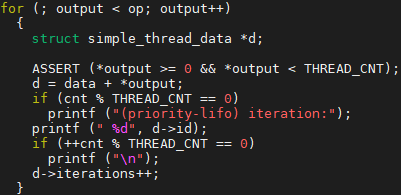 for (; output < op; output++)
{
struct simple_thread_data *d;
ASSERT (*output >= 0 && *output < THREAD_CNT);
d = data + *output;
if (cnt % THREAD_CNT == 0)
printf ("(priority-lifo) iteration:");
printf (" %d", d->id);
if (++cnt % THREAD_CNT == 0)
printf ("\n");
d->iterations++;
}